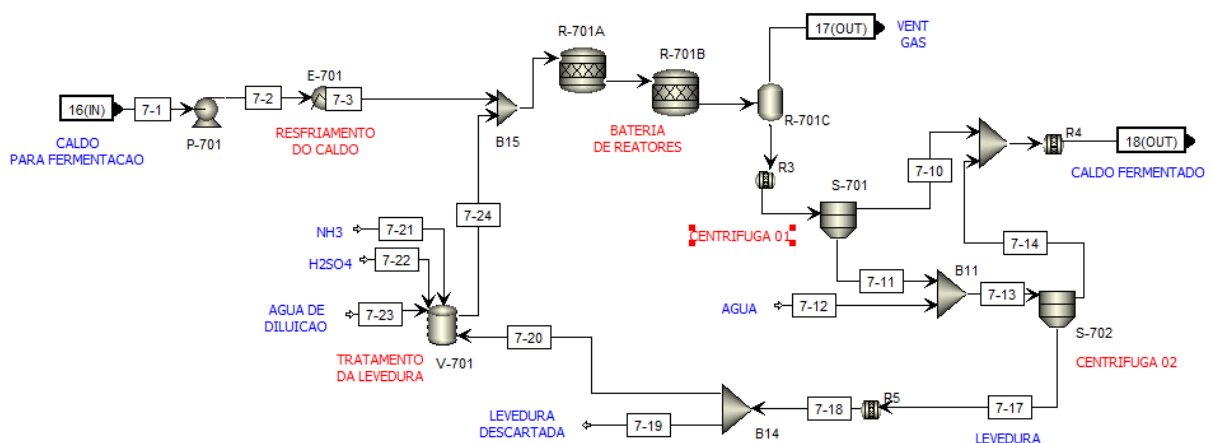 17(OUT)
VENT
GAS
R-701A
R-701B
R-701C
16(IN)
7-1
7-2
E-701
7-3
P-701
B15
CALDO
PARA FERMENTACAO
RESFRIAMENTO
DO CALDO
BATERIA
DE REATORES
R3
S-701
7-10
R4
18(OUT)
CALDO FERMENTADO
CENTRIFUGA 01
7-24
NH3
7-21
H2SO4
7-22
AGUA DE
DILUICAO
7-23
V-701
TRATAMENTO
DA LEVEDURA
7-14
7-11
B11
7-13
AGUA
7-12
S-702
CENTRIFUGA 02
7-20
LEVEDURA
DESCARTADA
7-19
B14
7-18
R5
7-17
LEVEDURA